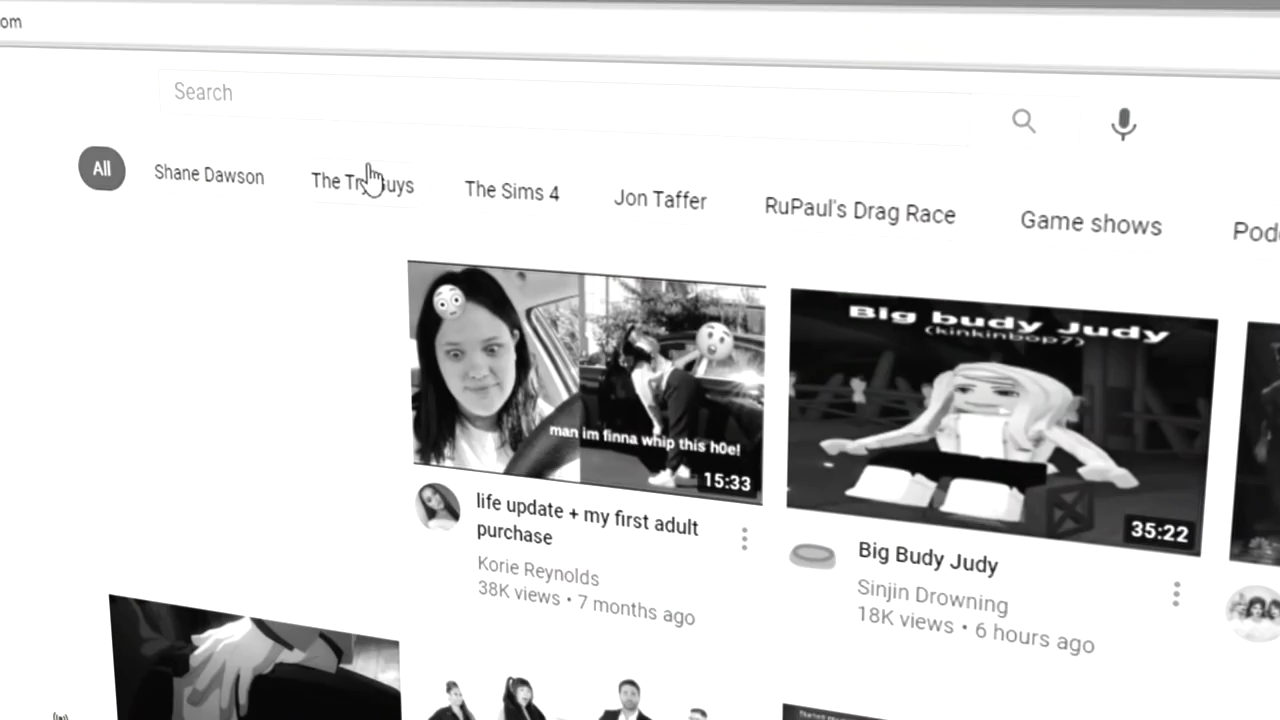 om
Search
All
Shane Dawson
The Sims 4
Jon Taffer
RuPaul's Drag Race
Game shows
man im finna whip this h0e!
15:33
life update + my first adult
purchase
Korie Reynolds
38K views • 7 months ago
Big budy Judy
(kinkinbop7)
35:22
Big Budy Judy
Sinjin Drowning
18K views • 6 hours ago